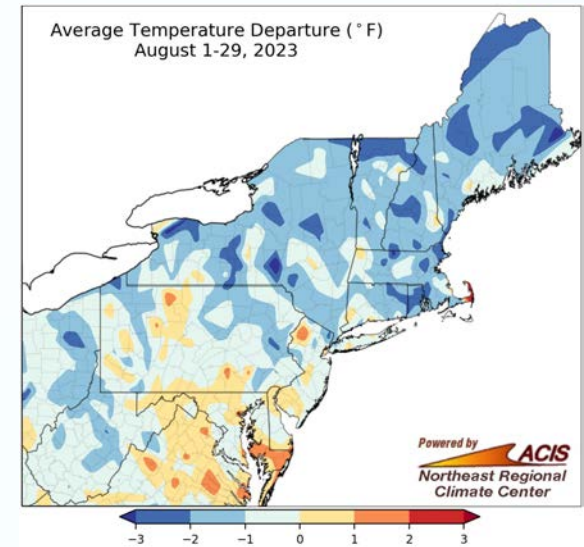 Average Temperature Departure (°F)
August 1-29, 2023
Powered by
ACIS
Northeast Regional
Climate Center
−3 −2 −1 0 1 2 3